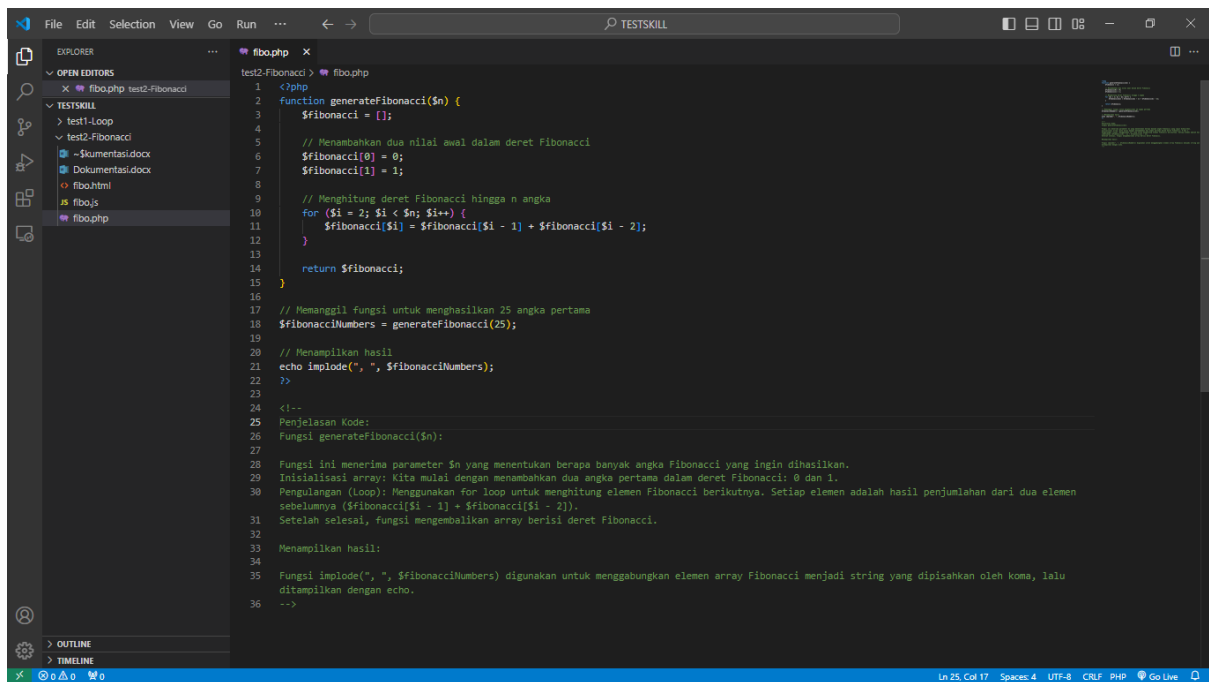 File Edit Selection View Go Run ··· ← → TESTSKILL
EXPLORER ···
OPEN EDITORS
fibo.php test2-Fibonacci
TESTSKILL
test1-Loop
test2-Fibonacci
~$kumentasi.docx
Dokumentasi.docx
fibo.html
JS fibo.js
fibo.php
OUTLINE
TIMELINE
fibo.php
test2-Fibonacci > fibo.php
1 <?php
2 function generateFibonacci($n) {
3     $fibonacci = [];
4
5     // Menambahkan dua nilai awal dalam deret Fibonacci
6     $fibonacci[0] = 0;
7     $fibonacci[1] = 1;
8
9     // Menghitung deret Fibonacci hingga n angka
10     for ($i = 2; $i < $n; $i++) {
11         $fibonacci[$i] = $fibonacci[$i - 1] + $fibonacci[$i - 2];
12     }
13
14     return $fibonacci;
15 }
16
17 // Memanggil fungsi untuk menghasilkan 25 angka pertama
18 $fibonacciNumbers = generateFibonacci(25);
19
20 // Menampilkan hasil
21 echo implode(", ", $fibonacciNumbers);
22 ?>
23
24 <!--
25 Penjelasan Kode:
26 Fungsi generateFibonacci($n):
27
28 Fungsi ini menerima parameter $n yang menentukan berapa banyak angka Fibonacci yang ingin dihasilkan.
29 Inisialisasi array: Kita mulai dengan menambahkan dua angka pertama dalam deret Fibonacci: 0 dan 1.
30 Pengulangan (Loop): Menggunakan for loop untuk menghitung elemen Fibonacci berikutnya. Setiap elemen adalah hasil penjumlahan dari dua elemen
sebelumnya ($fibonacci[$i - 1] + $fibonacci[$i - 2]).
31 Setelah selesai, fungsi mengembalikan array berisi deret Fibonacci.
32
33 Menampilkan hasil:
34
35 Fungsi implode(", ", $fibonacciNumbers) digunakan untuk menggabungkan elemen array Fibonacci menjadi string yang dipisahkan oleh koma, lalu
ditampilkan dengan echo.
36 -->
0 0 0 Ln 25, Col 17 Spaces: 4 UTF-8 CRLF PHP Go Live